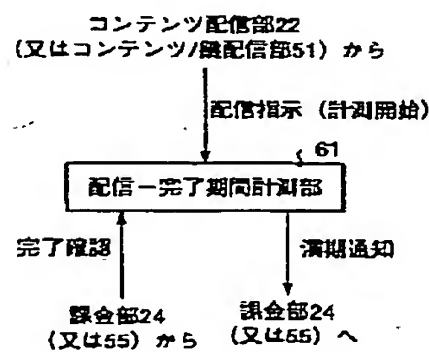 コンテンツ配信部22
(又はコンテンツ/鍵配信部51) から
配信指示 (計測開始)
61
配信－完了期間計測部
完了確認
満期通知
課金部24
(又は55) から
課金部24
(又は55) へ